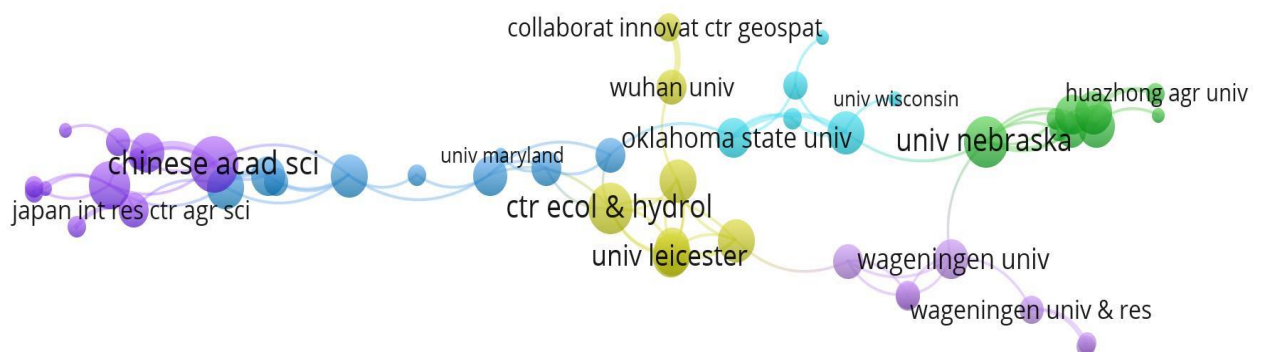 collaborat innovat ctr geospat
wuhan univ
univ wisconsin
huazhong agr univ
oklahoma state univ
univ nebraska
univ maryland
chinese acad sci
japan int res ctr agr sci
ctr ecol & hydrol
univ leicester
wageningen univ
wageningen univ & res